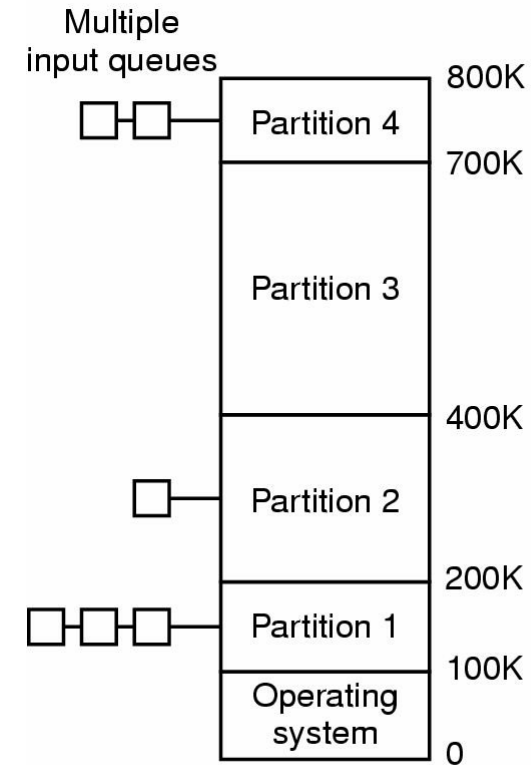 Multiple
input queues
800K
Partition 4
700K
Partition 3
400K
Partition 2
200K
Partition 1
100K
Operating
system
0